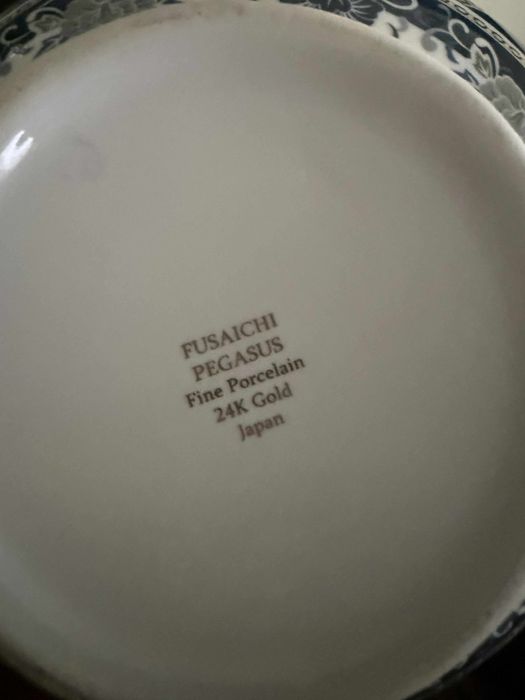 FUSAICHI
PEGASUS
Fine Porcelain
24K Gold
Japan